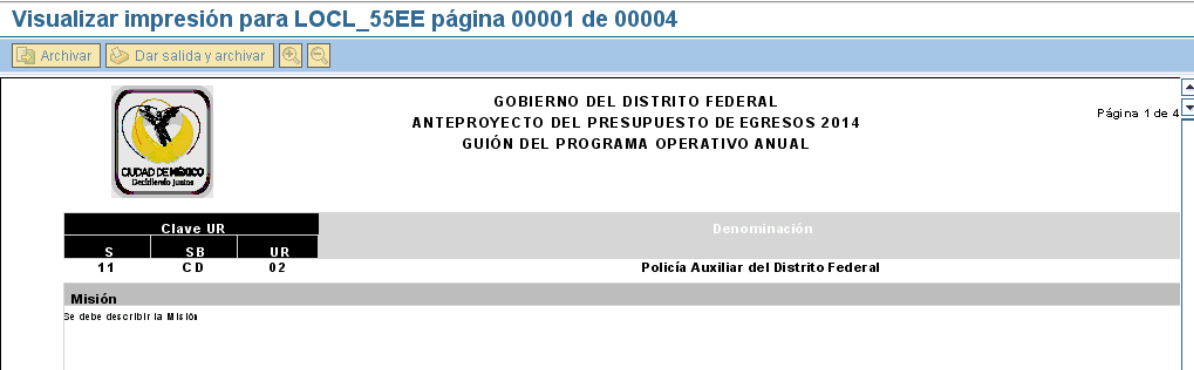 Visualizar impresión para LOCL_55EE página 00001 de 00004
Archivar Dar salida y archivar
GOBIERNO DEL DISTRITO FEDERAL
ANTEPROYECTO DEL PRESUPUESTO DE EGRESOS 2014
GUIÓN DEL PROGRAMA OPERATIVO ANUAL
Página 1 de 4
CIUDAD DE MÉXICO
Decidiendo Juntos
Clave UR Denominación
S SB UR
11 CD 02 Policía Auxiliar del Distrito Federal
Misión
Se debe describir la Misión